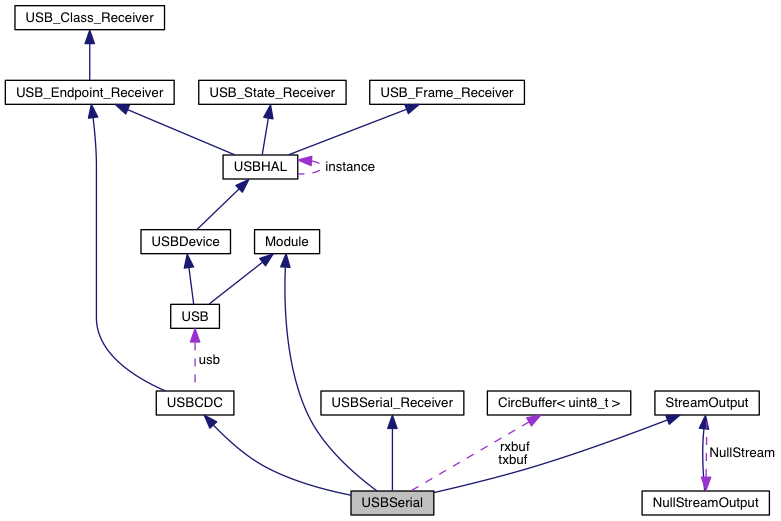 USB_Class_Receiver
USB_Endpoint_Receiver
USB_State_Receiver
USB_Frame_Receiver
USBHAL
instance
USBDevice
Module
USB
usb
USBCDC
USBSerial_Receiver
CircBuffer< uint8_t >
StreamOutput
rxbuf
txbuf
NullStream
USBSerial
NullStreamOutput